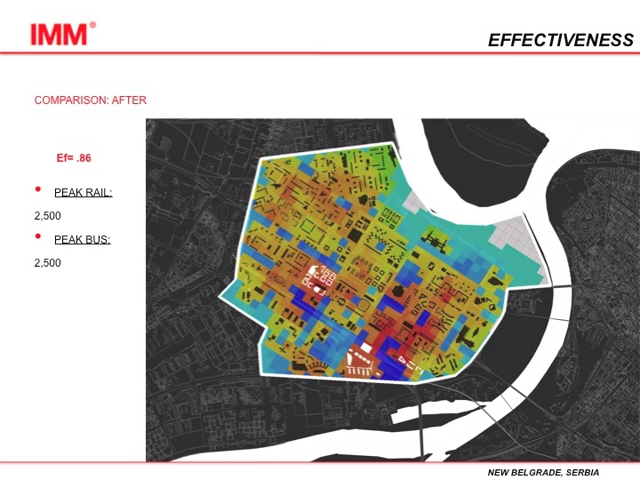 IMM®
EFFECTIVENESS
COMPARISON: AFTER
Ef= .86
• PEAK RAIL:
2,500
• PEAK BUS:
2,500
NEW BELGRADE, SERBIA